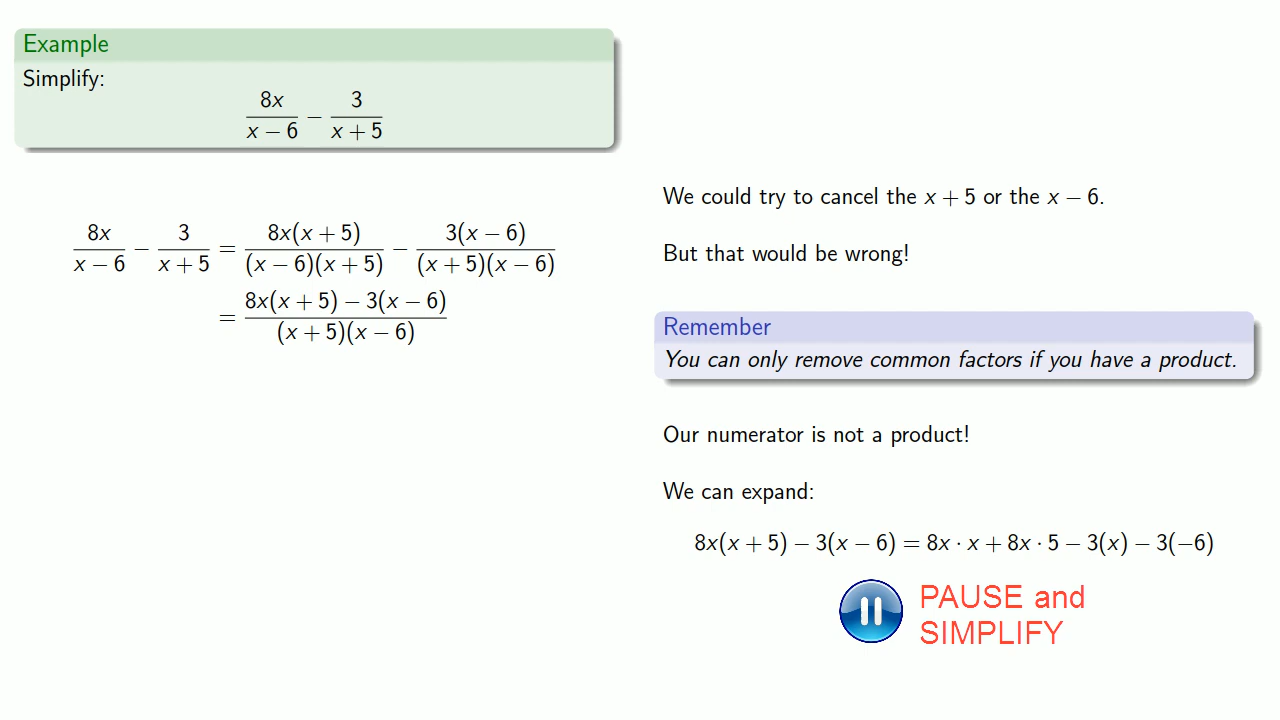 Example
Simplify:
8x/(x − 6) − 3/(x + 5)
8x/(x − 6) − 3/(x + 5) = 8x(x + 5)/((x − 6)(x + 5)) − 3(x − 6)/((x + 5)(x − 6))
= (8x(x + 5) − 3(x − 6))/((x + 5)(x − 6))
We could try to cancel the x + 5 or the x − 6.
But that would be wrong!
Remember
You can only remove common factors if you have a product.
Our numerator is not a product!
We can expand:
8x(x + 5) − 3(x − 6) = 8x · x + 8x · 5 − 3(x) − 3(−6)
PAUSE and
SIMPLIFY